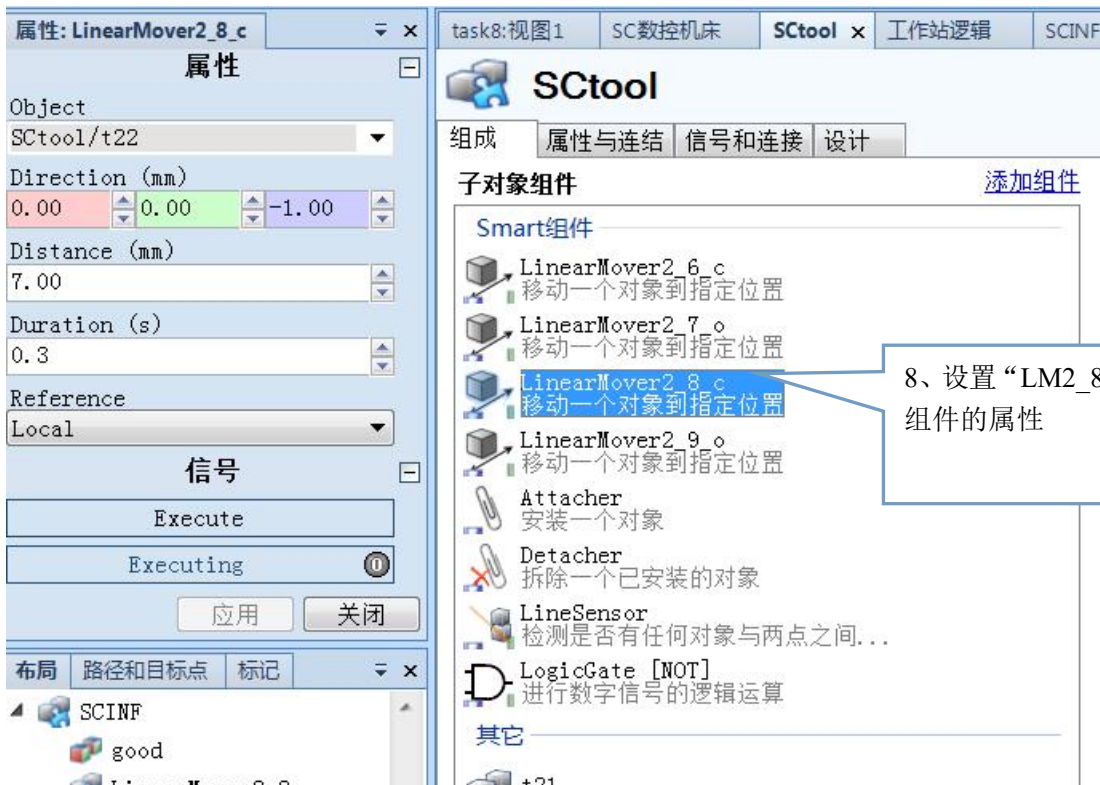 属性: LinearMover2_8_c
属性
Object
SCtool/t22
Direction (mm)
0.00 0.00 -1.00
Distance (mm)
7.00
Duration (s)
0.3
Reference
Local
信号
Execute
Executing
应用 关闭
布局 路径和目标点 标记
SCINF
good
task8:视图1 SC数控机床 SCtool 工作站逻辑 SCINF
SCtool
组成 属性与连结 信号和连接 设计
子对象组件 添加组件
Smart组件
LinearMover2_6_c
移动一个对象到指定位置
LinearMover2_7_o
移动一个对象到指定位置
LinearMover2_8_c
移动一个对象到指定位置
LinearMover2_9_o
移动一个对象到指定位置
Attacher
安装一个对象
Detacher
拆除一个已安装的对象
LineSensor
检测是否有任何对象与两点之间...
LogicGate [NOT]
进行数字信号的逻辑运算
其它
8、设置“LM2_8
组件的属性